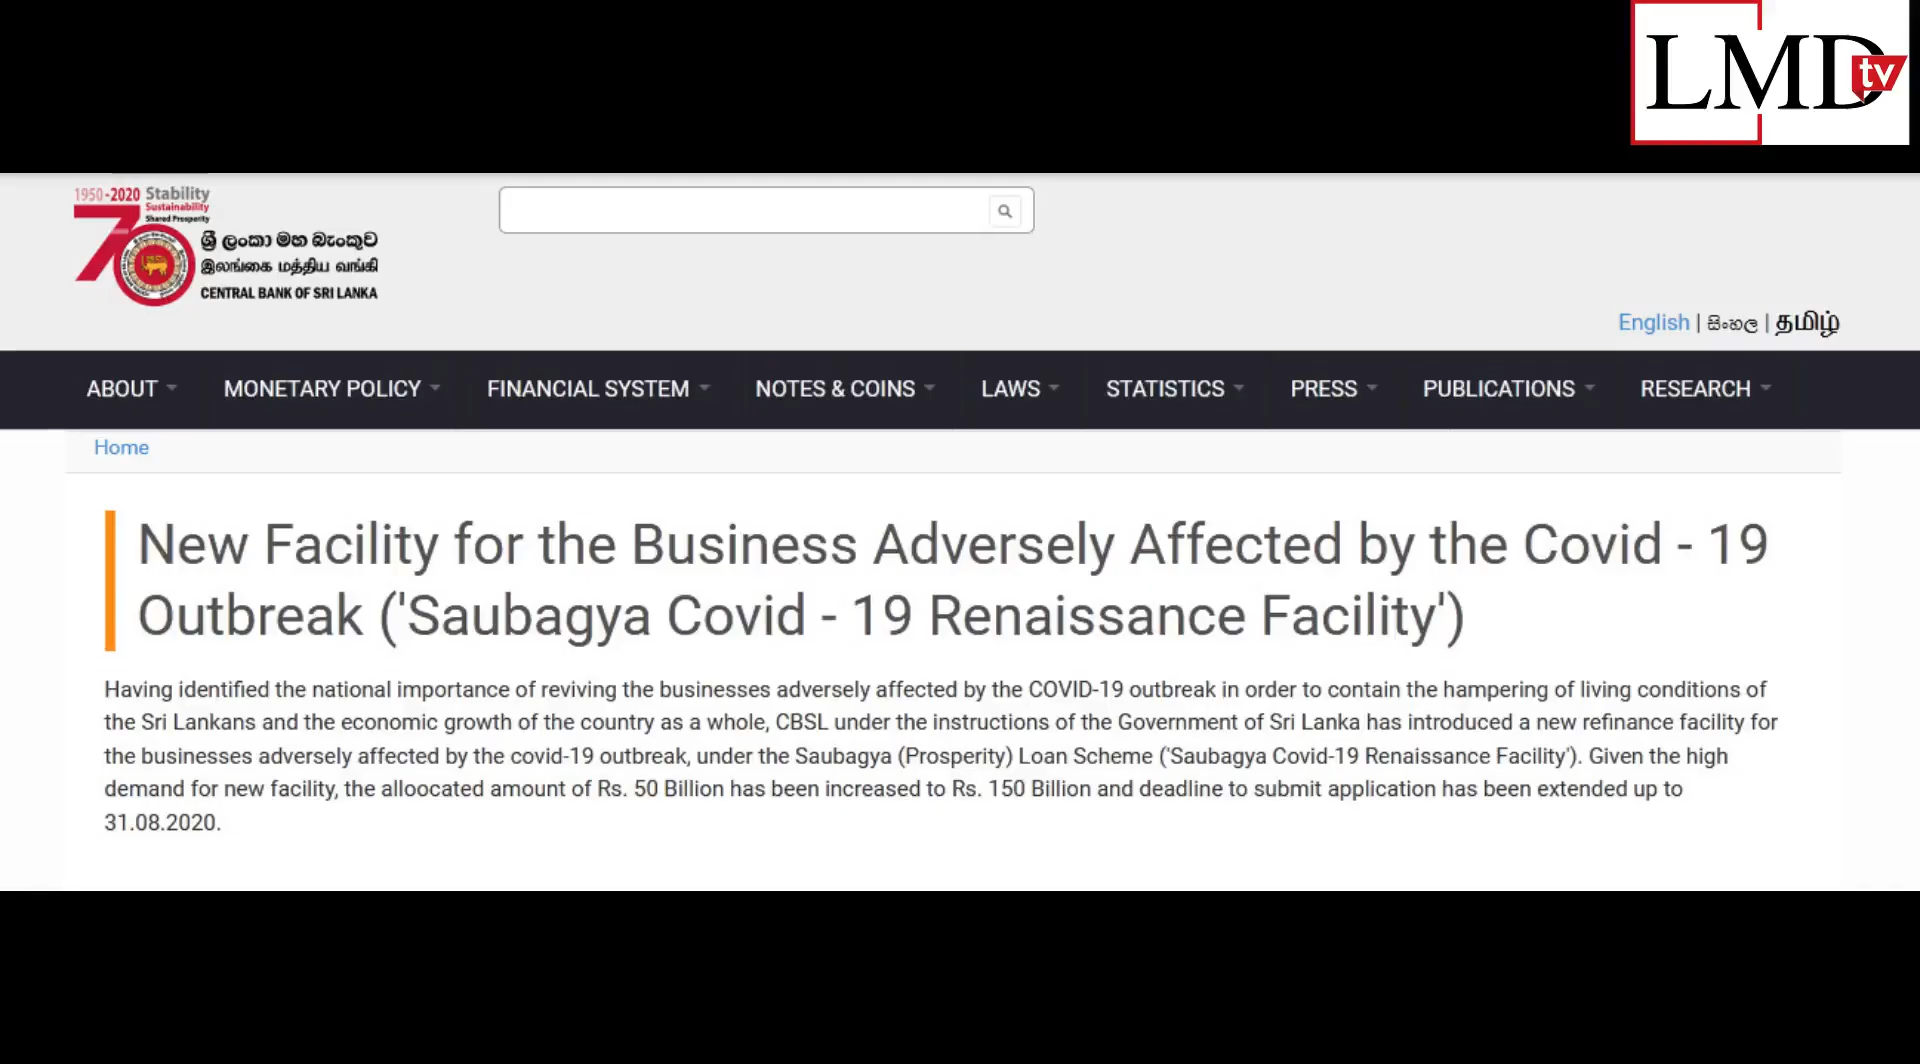 LMD
tv
1950-2020 Stability
Sustainability
Shared Prosperity
70
ශ්‍රී ලංකා මහ බැංකුව
இலங்கை மத்திய வங்கி
CENTRAL BANK OF SRI LANKA
English | සිංහල | தமிழ்
ABOUT MONETARY POLICY FINANCIAL SYSTEM NOTES & COINS LAWS STATISTICS PRESS PUBLICATIONS RESEARCH
Home
New Facility for the Business Adversely Affected by the Covid - 19
Outbreak ('Saubagya Covid - 19 Renaissance Facility')
Having identified the national importance of reviving the businesses adversely affected by the COVID-19 outbreak in order to contain the hampering of living conditions of
the Sri Lankans and the economic growth of the country as a whole, CBSL under the instructions of the Government of Sri Lanka has introduced a new refinance facility for
the businesses adversely affected by the covid-19 outbreak, under the Saubagya (Prosperity) Loan Scheme ('Saubagya Covid-19 Renaissance Facility'). Given the high
demand for new facility, the alloocated amount of Rs. 50 Billion has been increased to Rs. 150 Billion and deadline to submit application has been extended up to
31.08.2020.